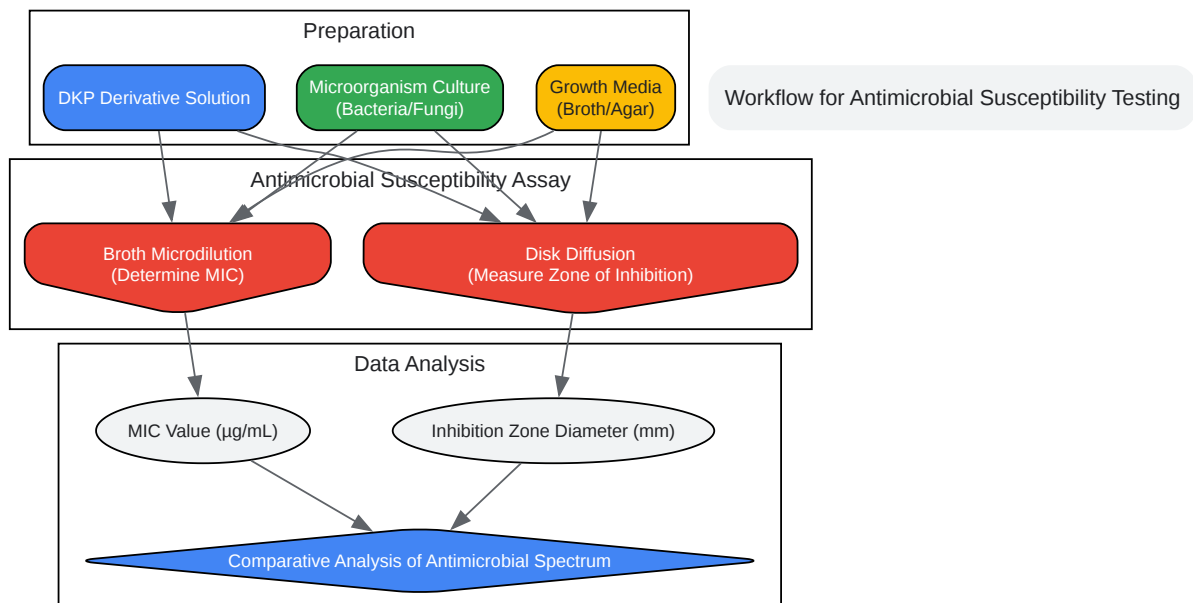 Preparation
DKP Derivative Solution
Microorganism Culture
(Bacteria/Fungi)
Growth Media
(Broth/Agar)
Workflow for Antimicrobial Susceptibility Testing
Antimicrobial Susceptibility Assay
Broth Microdilution
(Determine MIC)
Disk Diffusion
(Measure Zone of Inhibition)
Data Analysis
MIC Value (µg/mL)
Inhibition Zone Diameter (mm)
Comparative Analysis of Antimicrobial Spectrum